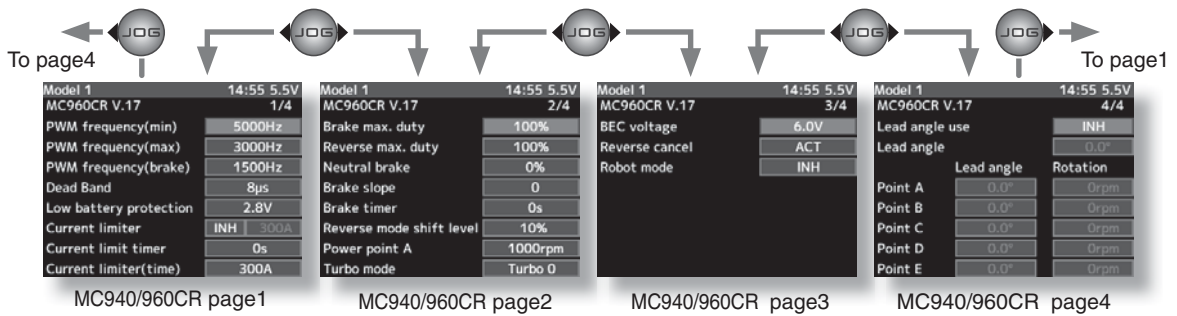 JOG JOG JOG JOG JOG
To page4 To page1
Model 1 14:55 5.5V
MC960CR V.17 1/4
PWM frequency(min) 5000Hz
PWM frequency(max) 3000Hz
PWM frequency(brake) 1500Hz
Dead Band 8μs
Low battery protection 2.8V
Current limiter INH 300A
Current limit timer 0s
Current limiter(time) 300A
MC940/960CR page1
Model 1 14:55 5.5V
MC960CR V.17 2/4
Brake max. duty 100%
Reverse max. duty 100%
Neutral brake 0%
Brake slope 0
Brake timer 0s
Reverse mode shift level 10%
Power point A 1000rpm
Turbo mode Turbo 0
MC940/960CR page2
Model 1 14:55 5.5V
MC960CR V.17 3/4
BEC voltage 6.0V
Reverse cancel ACT
Robot mode INH
MC940/960CR page3
Model 1 14:55 5.5V
MC960CR V.17 4/4
Lead angle use INH
Lead angle 0.0°
Lead angle Rotation
Point A 0.0° 0rpm
Point B 0.0° 0rpm
Point C 0.0° 0rpm
Point D 0.0° 0rpm
Point E 0.0° 0rpm
MC940/960CR page4